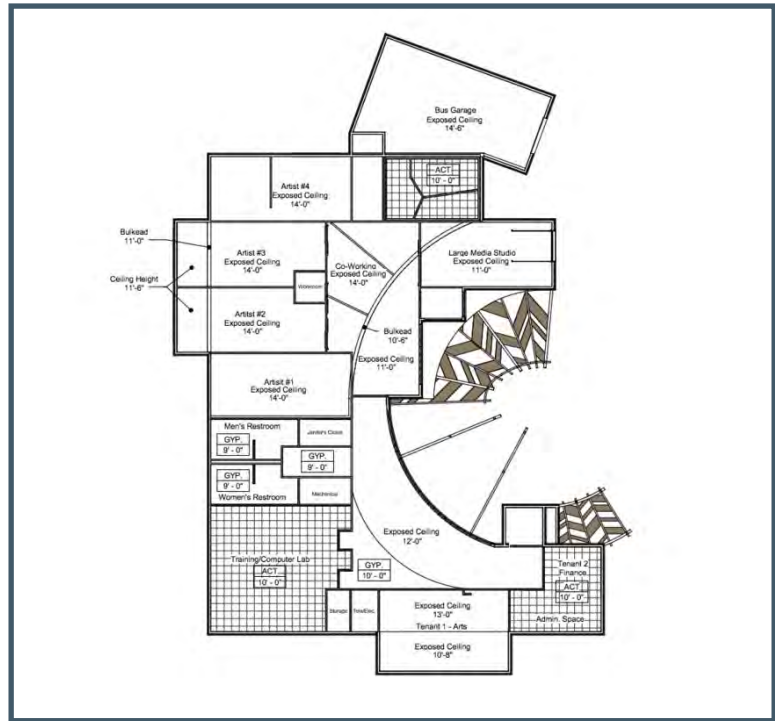 Bus Garage
Exposed Ceiling
14'-6"
ACT
10' - 0"
Artist #4
Exposed Ceiling
14'-0"
Bulkead
11'-0"
Artist #3
Exposed Ceiling
14'-0"
Co-Working
Exposed Ceiling
14'-0"
Large Media Studio
Exposed Ceiling
11'-0"
Ceiling Height
11'-6"
Workroom
Artist #2
Exposed Ceiling
14'-0"
Bulkead
10'-6"
Exposed Ceiling
11'-0"
Artist #1
Exposed Ceiling
14'-0"
Men's Restroom
GYP.
9' - 0"
Janitor's Closet
GYP.
9' - 0"
GYP.
9' - 0"
Women's Restroom
Mechanical
Exposed Ceiling
12'-0"
Training/Computer Lab
ACT
10' - 0"
GYP.
10' - 0"
Tenant 2
Finance
ACT
10' - 0"
Admin. Space
Storage
Tele/Elec.
Exposed Ceiling
13'-0"
Tenant 1 - Arts
Exposed Ceiling
10'-8"